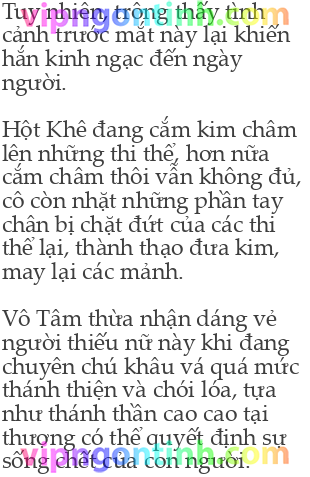 Tuy nhiên, trông thấy tình
vipngontinh.com
cảnh trước mắt này lại khiến
hắn kinh ngạc đến ngày
người.
Hột Khê đang cắm kim châm
lên những thi thể, hơn nữa
cắm châm thôi vẫn không đủ,
cô còn nhặt những phần tay
chân bị chặt đứt của các thi
thể lại, thành thạo đưa kim,
may lại các mảnh.
Vô Tâm thừa nhận dáng vẻ
người thiếu nữ này khi đang
chuyên chú khâu vá quá mức
thánh thiện và chói lóa, tựa
như thánh thần cao cao tại
thượng có thể quyết định sự
vipngontinh.com
sống chết của con người.